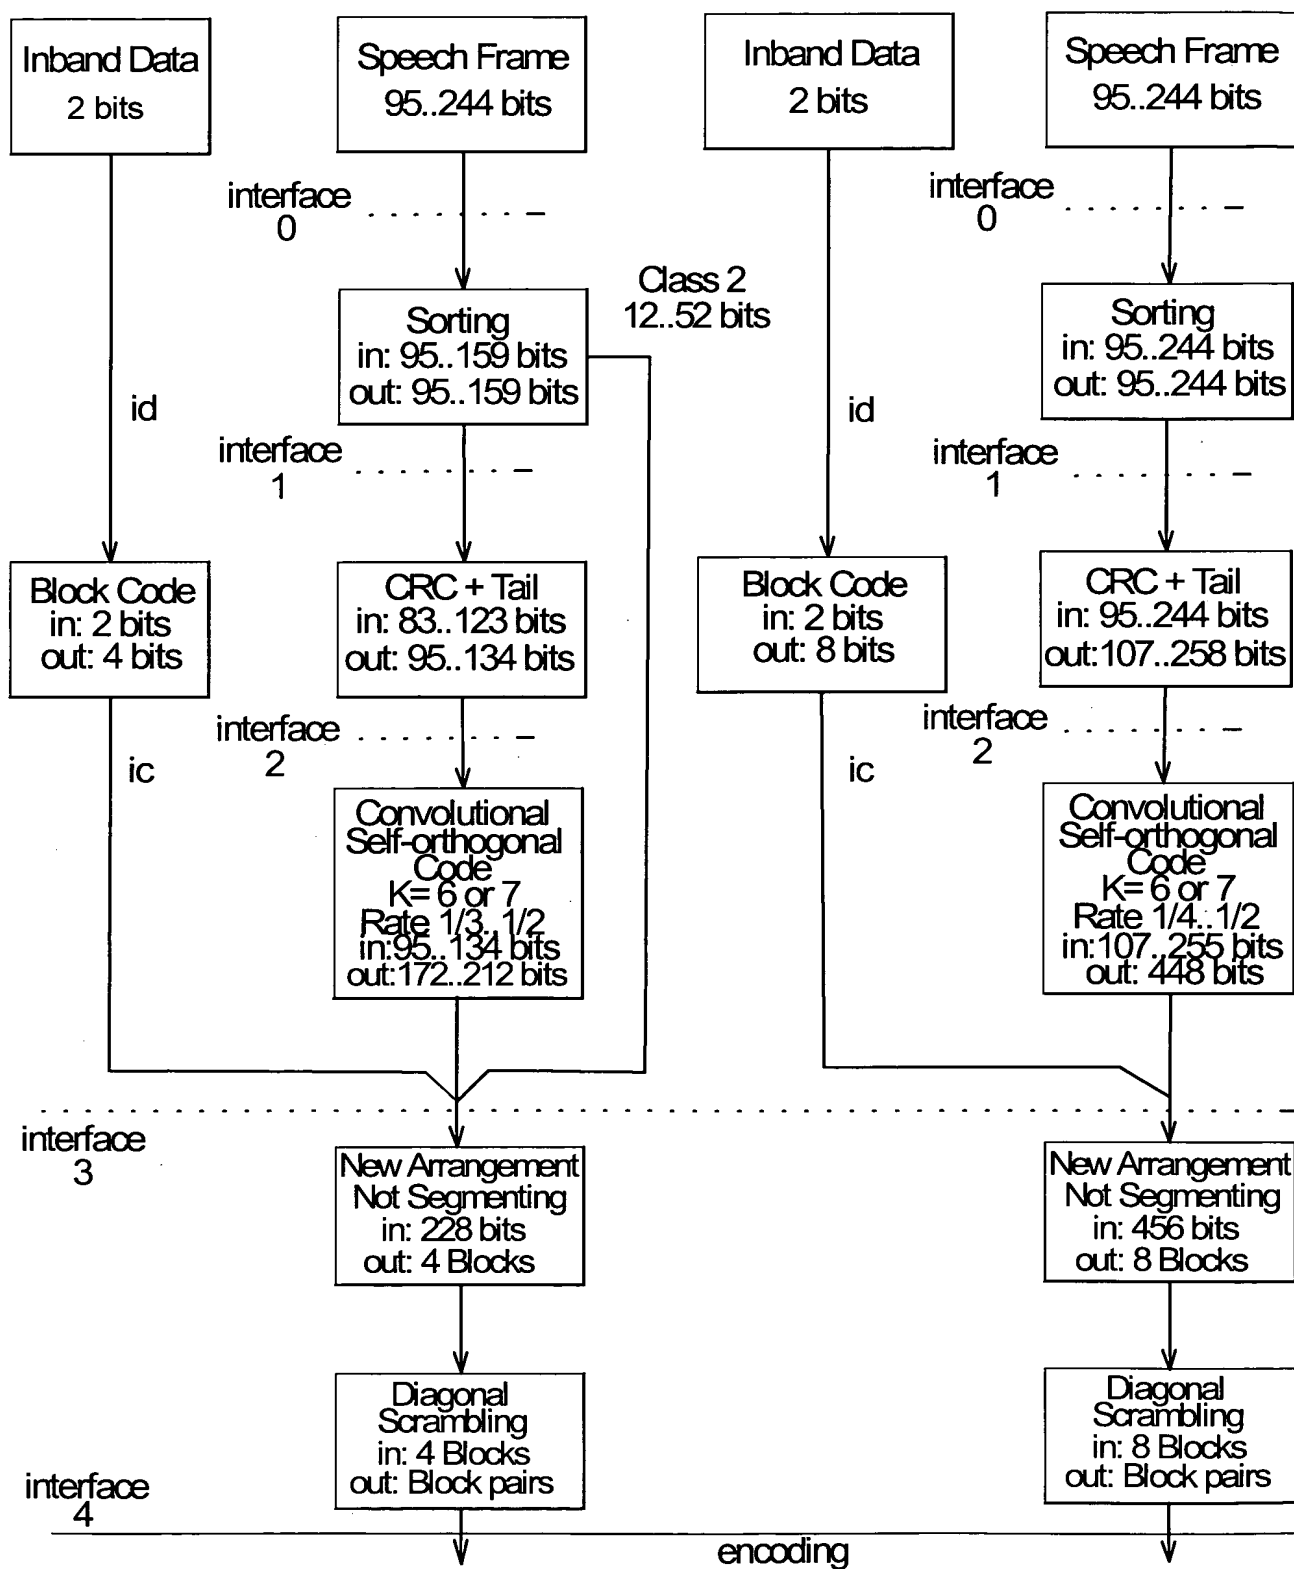 Inband Data
2 bits
Speech Frame
95..244 bits
Inband Data
2 bits
Speech Frame
95..244 bits
interface
0
interface
0
Class 2
12..52 bits
Sorting
in: 95..159 bits
out: 95..159 bits
Sorting
in: 95..244 bits
out: 95..244 bits
id
id
interface
1
interface
1
Block Code
in: 2 bits
out: 4 bits
CRC + Tail
in: 83..123 bits
out: 95..134 bits
Block Code
in: 2 bits
out: 8 bits
CRC + Tail
in: 95..244 bits
out:107..258 bits
interface
2
interface
2
ic
ic
Convolutional
Self-orthogonal
Code
K= 6 or 7
Rate 1/3..1/2
in:95..134 bits
out:172..212 bits
Convolutional
Self-orthogonal
Code
K= 6 or 7
Rate 1/4..1/2
in:107..255 bits
out: 448 bits
interface
3
New Arrangement
Not Segmenting
in: 228 bits
out: 4 Blocks
New Arrangement
Not Segmenting
in: 456 bits
out: 8 Blocks
Diagonal
Scrambling
in: 4 Blocks
out: Block pairs
Diagonal
Scrambling
in: 8 Blocks
out: Block pairs
interface
4
encoding